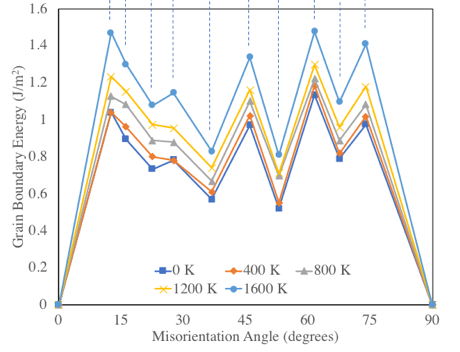 1.6
1.4
1.2
1
0.8
0.6
0.4
0.2
0
Grain Boundary Energy (J/m²)
0 K 400 K 800 K
1200 K 1600 K
0 15 30 45 60 75 90
Misorientation Angle (degrees)